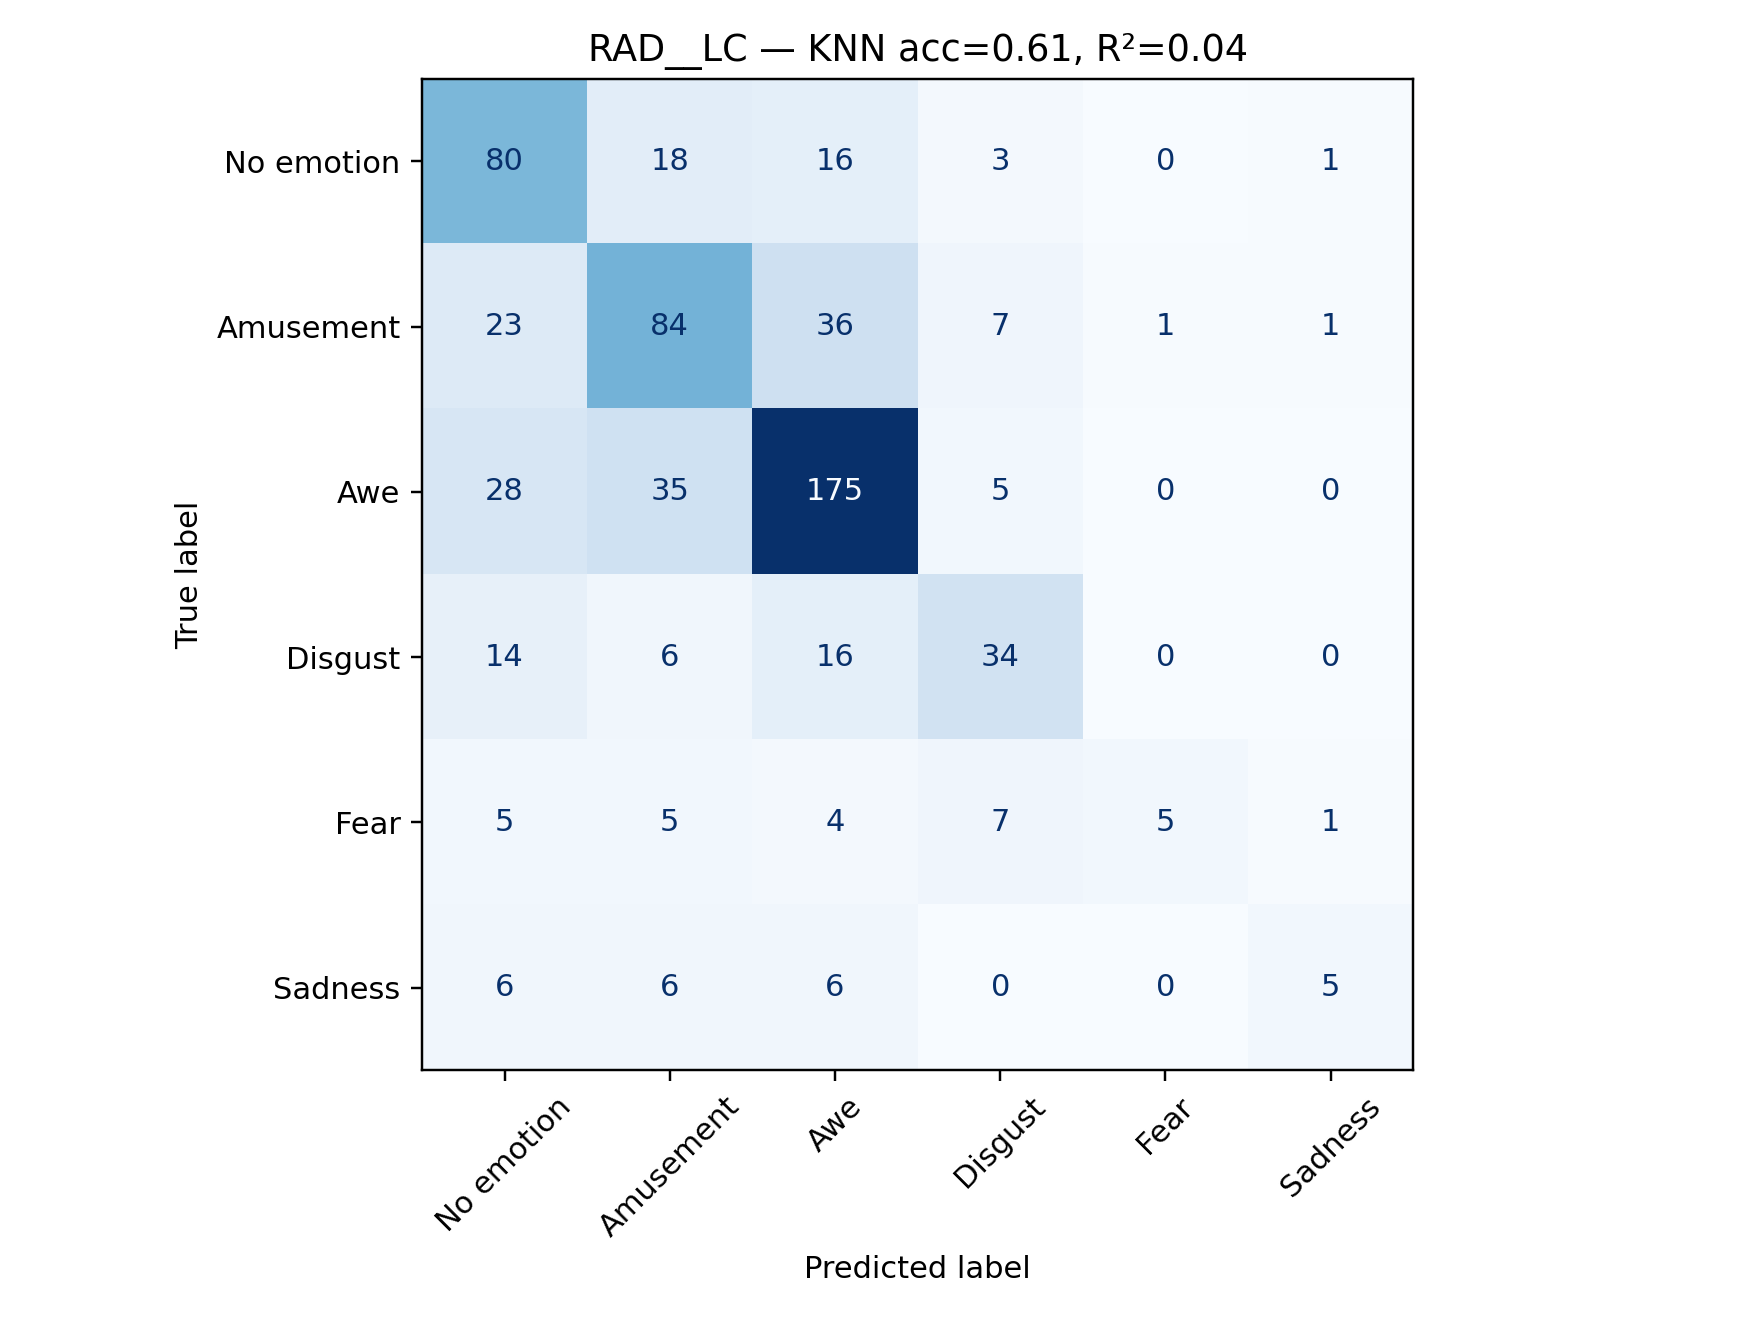 RAD__LC — KNN acc=0.61, R²=0.04
True label
No emotion 80 18 16 3 0 1
Amusement 23 84 36 7 1 1
Awe 28 35 175 5 0 0
Disgust 14 6 16 34 0 0
Fear 5 5 4 7 5 1
Sadness 6 6 6 0 0 5
No emotion Amusement Awe Disgust Fear Sadness
Predicted label